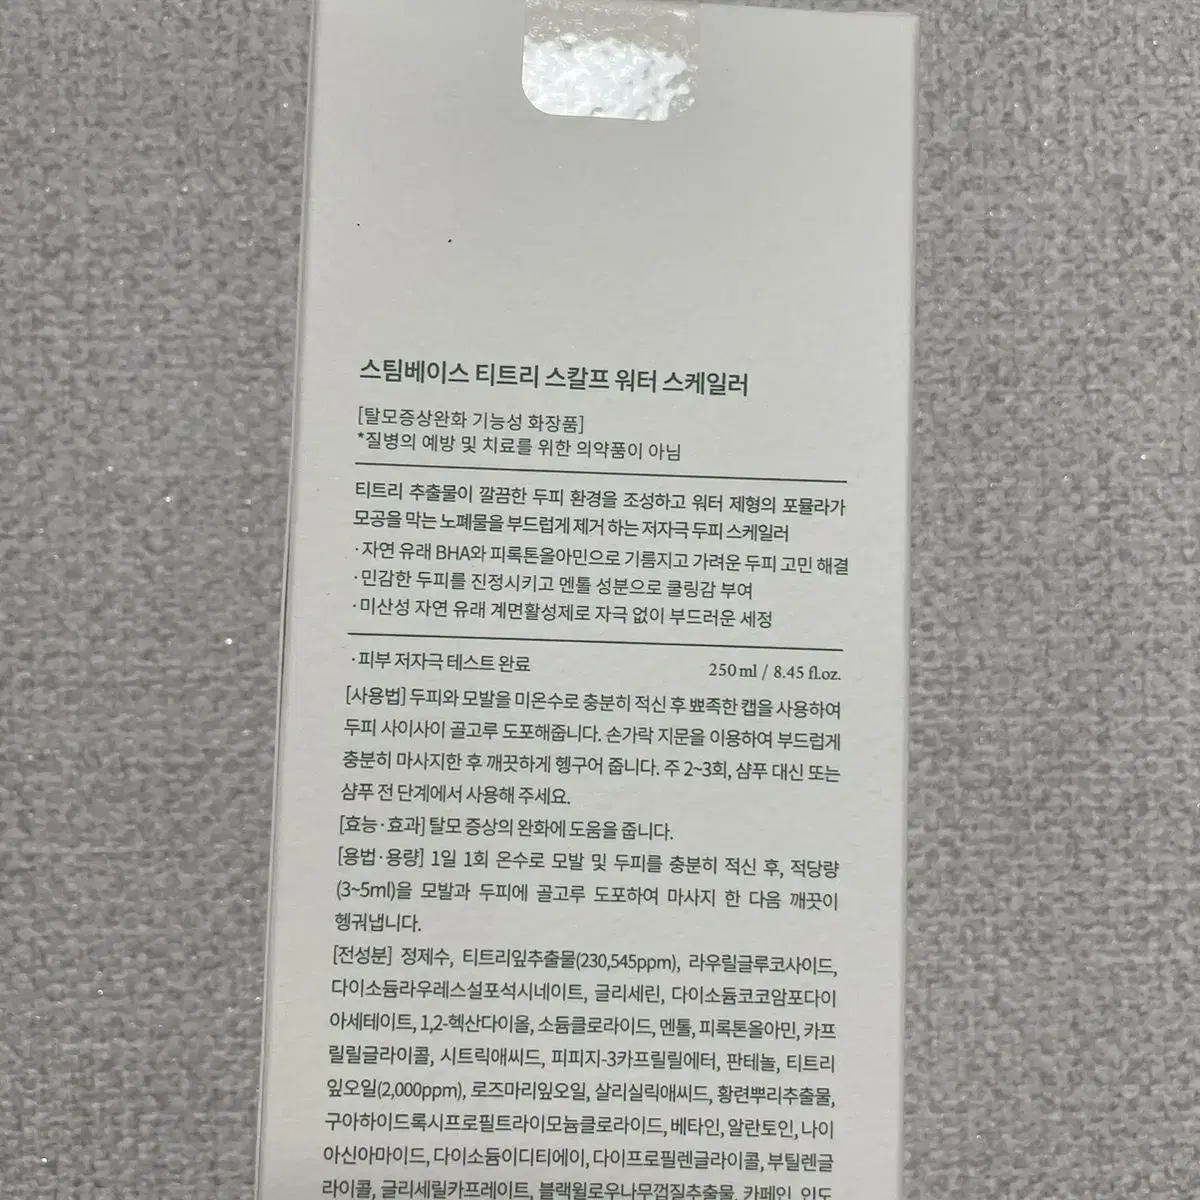 스팀베이스 티트리 스칼프 워터 스케일러
[탈모증상완화 기능성 화장품]
*질병의 예방 및 치료를 위한 의약품이 아님
티트리 추출물이 깔끔한 두피 환경을 조성하고 워터 제형의 포뮬라가
모공을 막는 노폐물을 부드럽게 제거 하는 저자극 두피 스케일러
·자연 유래 BHA와 피록톤올아민으로 기름지고 가려운 두피 고민 해결
·민감한 두피를 진정시키고 멘톨 성분으로 쿨링감 부여
·미산성 자연 유래 계면활성제로 자극 없이 부드러운 세정
·피부 저자극 테스트 완료 250 ml / 8.45 fl.oz.
[사용법] 두피와 모발을 미온수로 충분히 적신 후 뾰족한 캡을 사용하여
두피 사이사이 골고루 도포해줍니다. 손가락 지문을 이용하여 부드럽게
충분히 마사지한 후 깨끗하게 헹구어 줍니다. 주 2~3회, 샴푸 대신 또는
샴푸 전 단계에서 사용해 주세요.
[효능·효과] 탈모 증상의 완화에 도움을 줍니다.
[용법·용량] 1일 1회 온수로 모발 및 두피를 충분히 적신 후, 적당량
(3~5ml)을 모발과 두피에 골고루 도포하여 마사지 한 다음 깨끗이
헹궈냅니다.
[전성분] 정제수, 티트리잎추출물(230,545ppm), 라우릴글루코사이드,
다이소듐라우레스설포석시네이트, 글리세린, 다이소듐코코암포다이
아세테이트, 1,2-헥산다이올, 소듐클로라이드, 멘톨, 피록톤올아민, 카프
릴릴글라이콜, 시트릭애씨드, 피피지-3카프릴릴에터, 판테놀, 티트리
잎오일(2,000ppm), 로즈마리잎오일, 살리실릭애씨드, 황련뿌리추출물,
구아하이드록시프로필트라이모늄클로라이드, 베타인, 알란토인, 나이
아신아마이드, 다이소듐이디티에이, 다이프로필렌글라이콜, 부틸렌글
라이콜, 글리세릴카프레이트, 블랙윌로우나무껍질추출물, 카페인, 인도